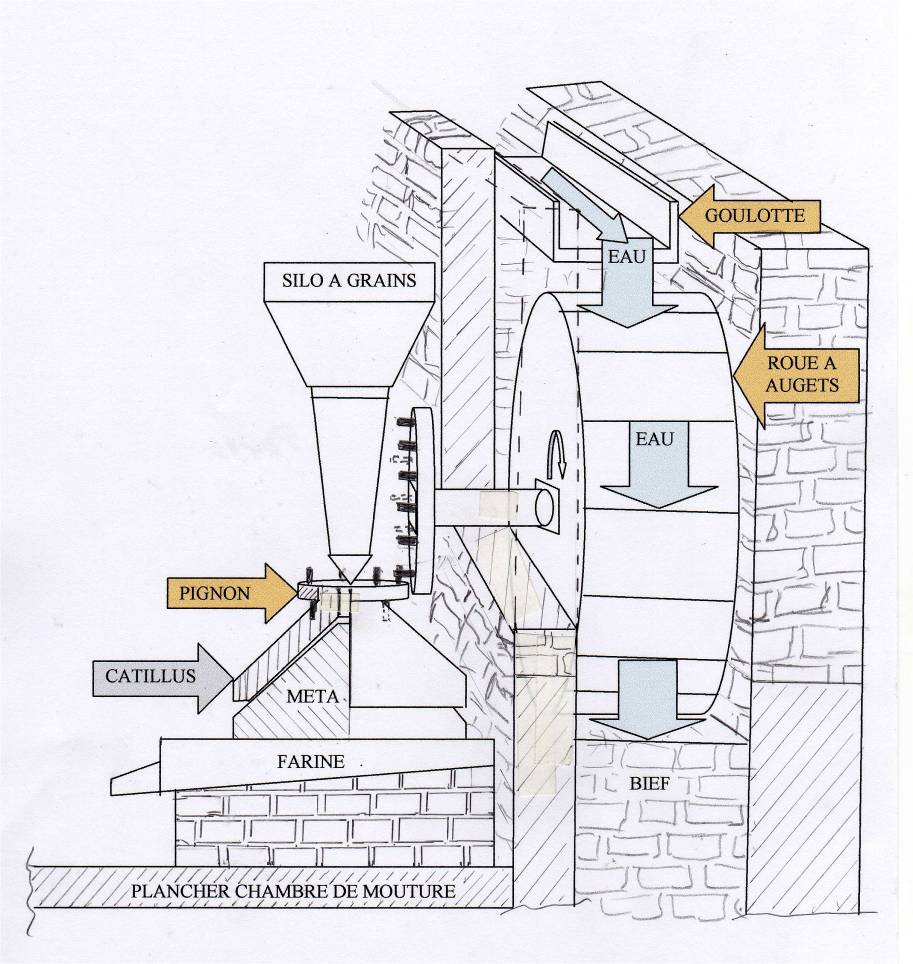 GOULOTTE
EAU
SILO A GRAINS
ROUE A
AUGETS
EAU
PIGNON
CATILLUS
META
FARINE
BIEF
PLANCHER CHAMBRE DE MOUTURE